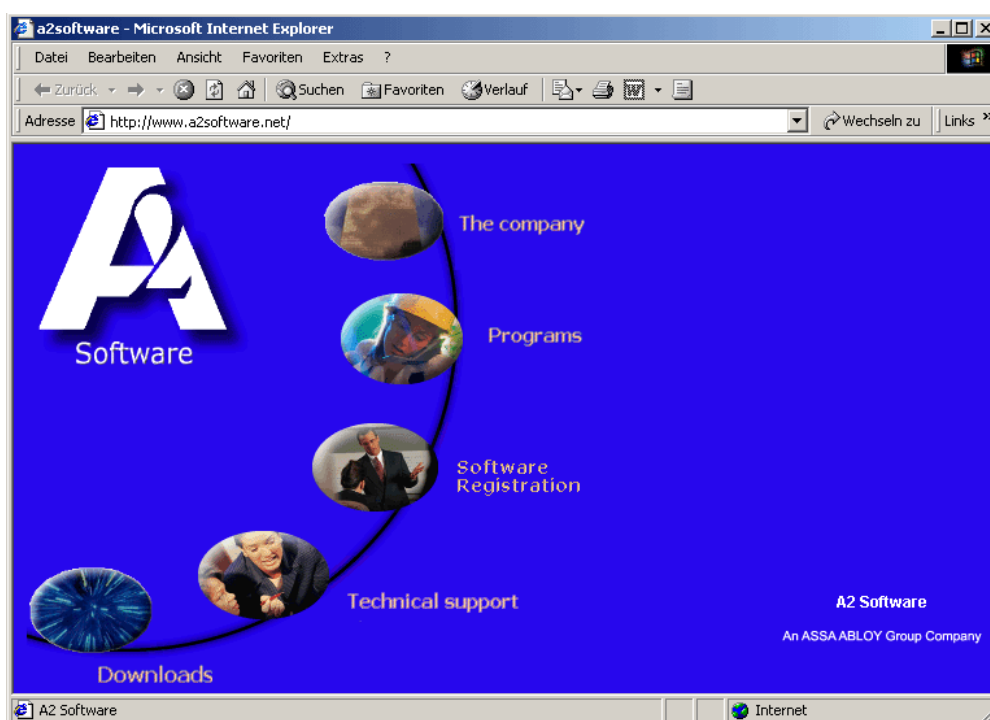 a2software - Microsoft Internet Explorer
Datei Bearbeiten Ansicht Favoriten Extras ?
Zurück Suchen Favoriten Verlauf
Adresse http://www.a2software.net/ Wechseln zu Links »
A2
Software
The company
Programs
Software
Registration
Technical support
Downloads
A2 Software
An ASSA ABLOY Group Company
A2 Software Internet